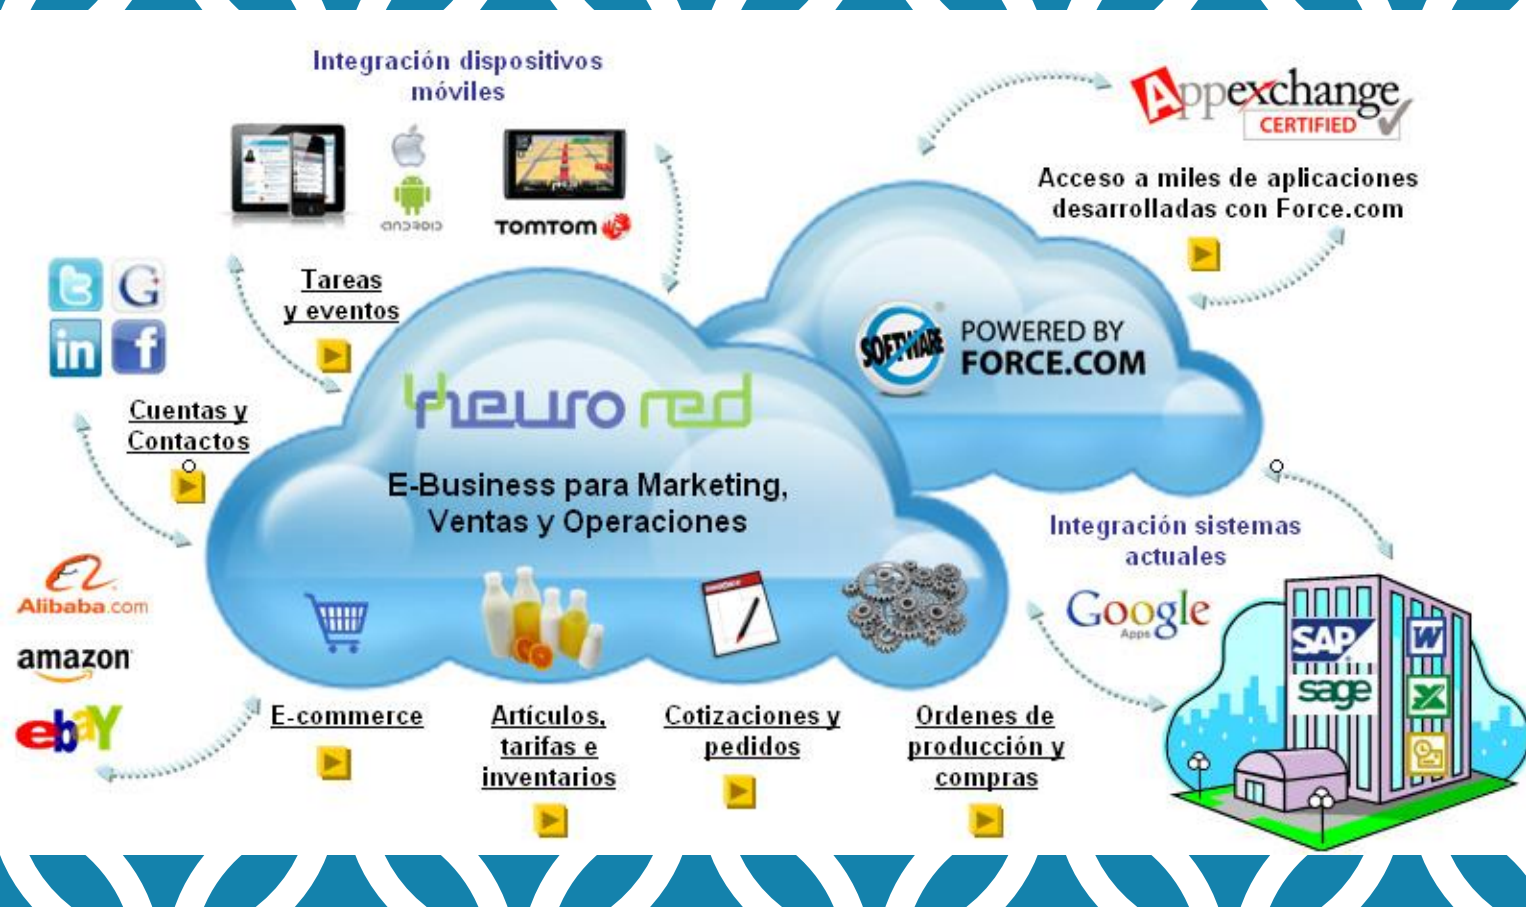 Integración dispositivos
móviles
Appexchange
CERTIFIED
ANDROID
TOMTOM
Acceso a miles de aplicaciones
desarrolladas con Force.com
Tareas
y eventos
in f
SOFTWARE
®
POWERED BY
FORCE.COM
neuro red
Cuentas y
Contactos
E-Business para Marketing,
Ventas y Operaciones
Integración sistemas
actuales
Alibaba.com
amazon
ebaY
Google
Apps
SAP
sage
W
X
E-commerce
Artículos,
tarifas e
inventarios
Cotizaciones y
pedidos
Ordenes de
producción y
compras